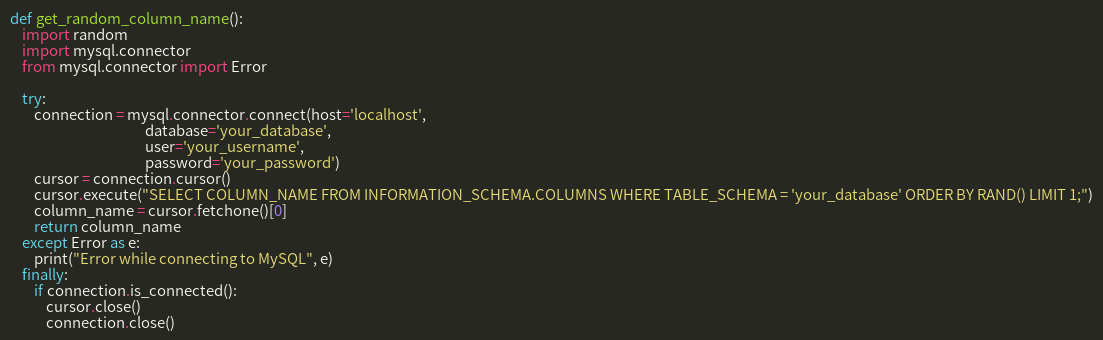 def get_random_column_name():
    import random
    import mysql.connector
    from mysql.connector import Error

    try:
        connection = mysql.connector.connect(host='localhost',
                                             database='your_database',
                                             user='your_username',
                                             password='your_password')
        cursor = connection.cursor()
        cursor.execute("SELECT COLUMN_NAME FROM INFORMATION_SCHEMA.COLUMNS WHERE TABLE_SCHEMA = 'your_database' ORDER BY RAND() LIMIT 1;")
        column_name = cursor.fetchone()[0]
        return column_name
    except Error as e:
        print("Error while connecting to MySQL", e)
    finally:
        if connection.is_connected():
            cursor.close()
            connection.close()